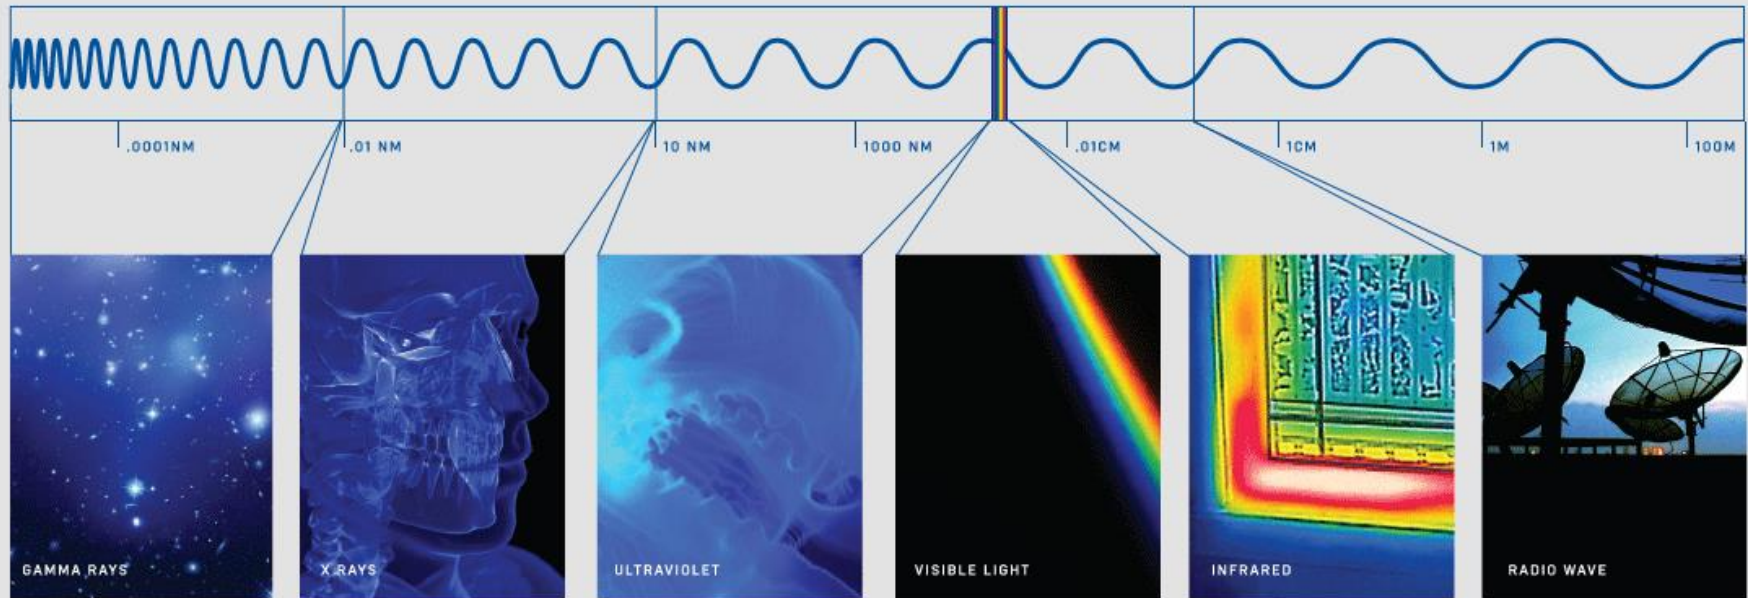 .0001NM
.01 NM
10 NM
1000 NM
.01CM
1CM
1M
100M
GAMMA RAYS
X RAYS
ULTRAVIOLET
VISIBLE LIGHT
INFRARED
RADIO WAVE